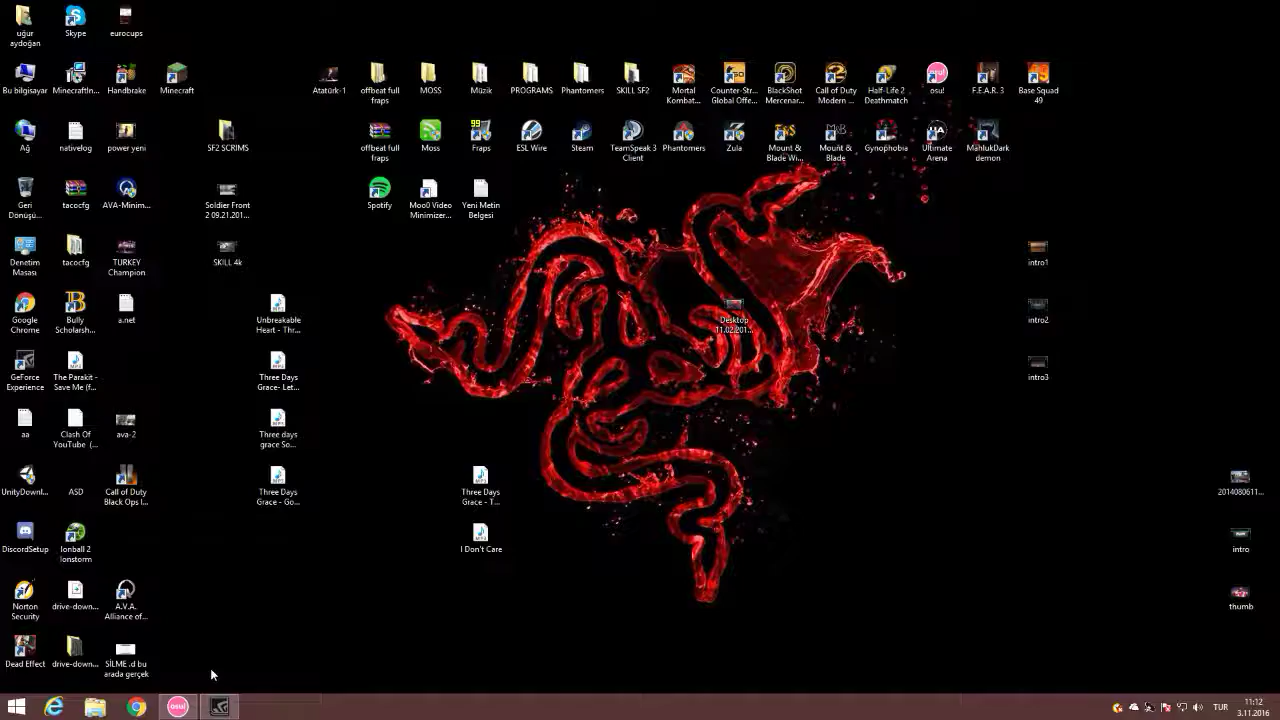 uğur
aydoğan
Skype
eurocups
Bu bilgisayar
Minecraft!n...
Handbrake
Minecraft
Atatürk-1
offbeat full
fraps
MOSS
Müzik
PROGRAMS
Phantomers
SKILL SF2
Mortal
Kombat...
Counter-Str...
Global Offe...
BlackShot
Mercenar...
Call of Duty
Modern ...
Half-Life 2
Deathmatch
osu!
F.E.A.R. 3
Base Squad
49
Ağ
nativelog
power yeni
SF2 SCRIMS
offbeat full
fraps
Moss
Fraps
ESL Wire
Steam
TeamSpeak 3
Client
Phantomers
Zula
Mount &
Blade Wi...
Mount &
Blade
Gynophobia
Ultimate
Arena
MahlukDark
demon
Geri
Dönüşü...
tacocfg
AVA-Minim...
Soldier Front
2 09.21.201...
Spotify
Moo0 Video
Minimizer...
Yeni Metin
Belgesi
Denetim
Masası
tacocfg
TURKEY
Champion
SKILL 4k
intro1
Google
Chrome
Bully
Scholarsh...
a.net
Unbreakable
Heart - Thr...
Desktop
11.02.201...
intro2
GeForce
Experience
The Parakit -
Save Me (f...
Three Days
Grace- Let...
intro3
aa
Clash Of
YouTube (...
ava-2
Three days
grace So...
UnityDownl...
ASD
Call of Duty
Black Ops I...
Three Days
Grace - Go...
Three Days
Grace - T...
2014080611...
DiscordSetup
Ionball 2
Ionstorm
I Don't Care
intro
Norton
Security
drive-down...
A.V.A.
Alliance of...
thumb
Dead Effect
drive-down...
SİLME .d bu
arada gerçek
osu!
TUR
11:12
3.11.2016